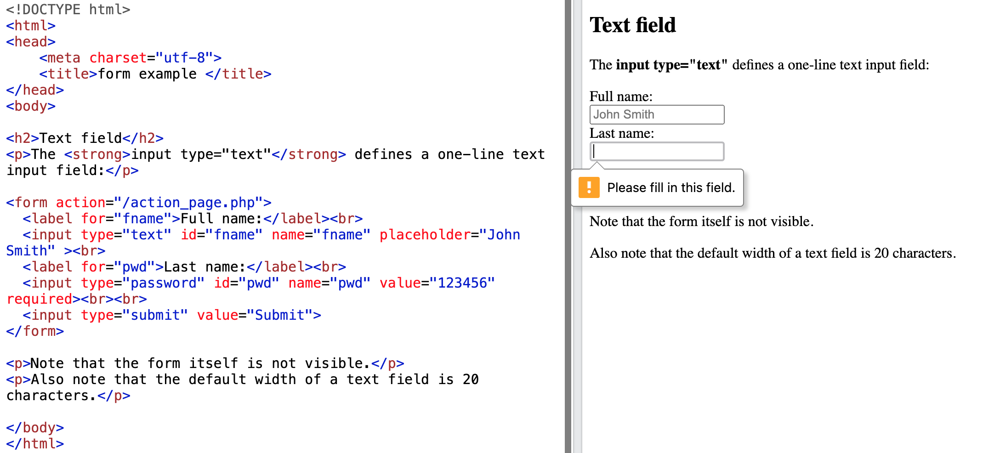 <!DOCTYPE html>
<html>
<head>
    <meta charset="utf-8">
    <title>form example </title>
</head>
<body>

<h2>Text field</h2>
<p>The <strong>input type="text"</strong> defines a one-line text
input field:</p>

<form action="/action_page.php">
  <label for="fname">Full name:</label><br>
  <input type="text" id="fname" name="fname" placeholder="John
Smith" ><br>
  <label for="pwd">Last name:</label><br>
  <input type="password" id="pwd" name="pwd" value="123456"
required><br><br>
  <input type="submit" value="Submit">
</form>

<p>Note that the form itself is not visible.</p>
<p>Also note that the default width of a text field is 20
characters.</p>

</body>
</html>
Text field
The input type="text" defines a one-line text input field:
Full name:
John Smith
Last name:
Please fill in this field.
Note that the form itself is not visible.
Also note that the default width of a text field is 20 characters.